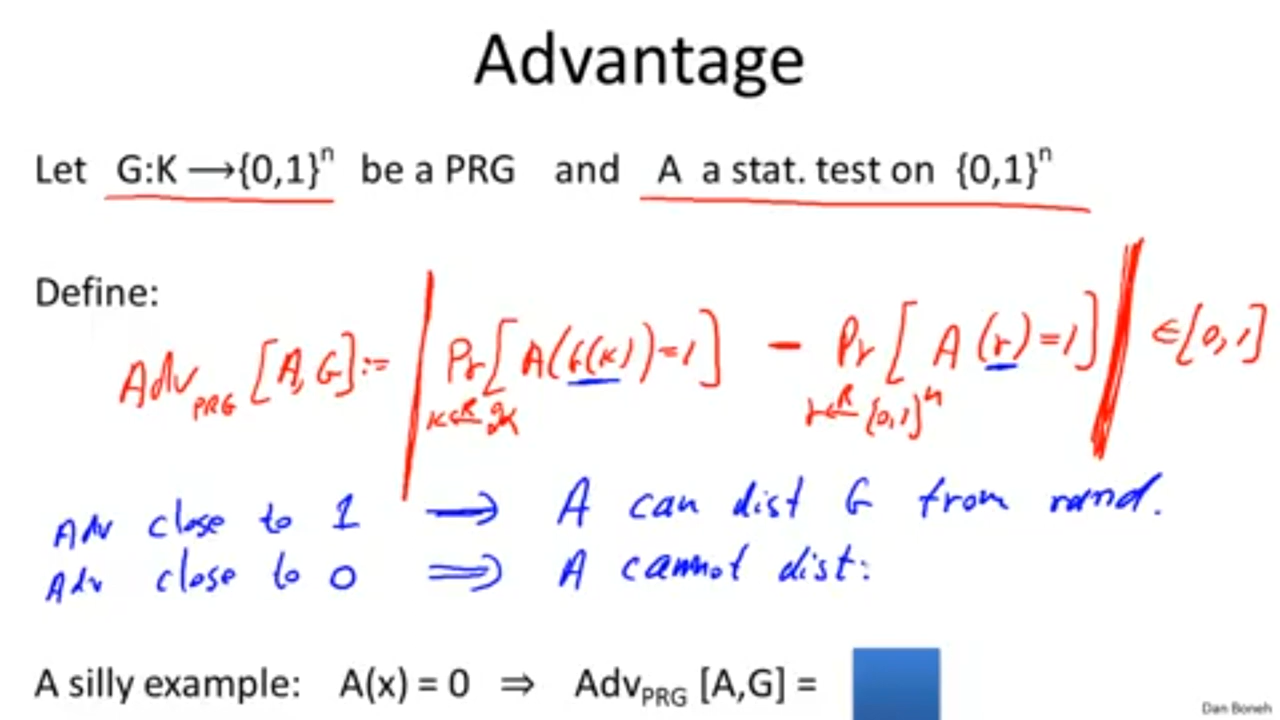 Advantage
Let G:K ⟶{0,1}ⁿ be a PRG and A a stat. test on {0,1}ⁿ
Define:
Adv_PRG [A,G] := | Pr[A(G(k))=1] - Pr[A(r)=1] | ∈[0,1]
k ←ᴿ K r ←ᴿ {0,1}ⁿ
Adv close to 1 ⟶ A can dist G from rand.
Adv close to 0 ⟹ A cannot dist:
A silly example: A(x) = 0 ⇒ Adv_PRG [A,G] =
Dan Boneh